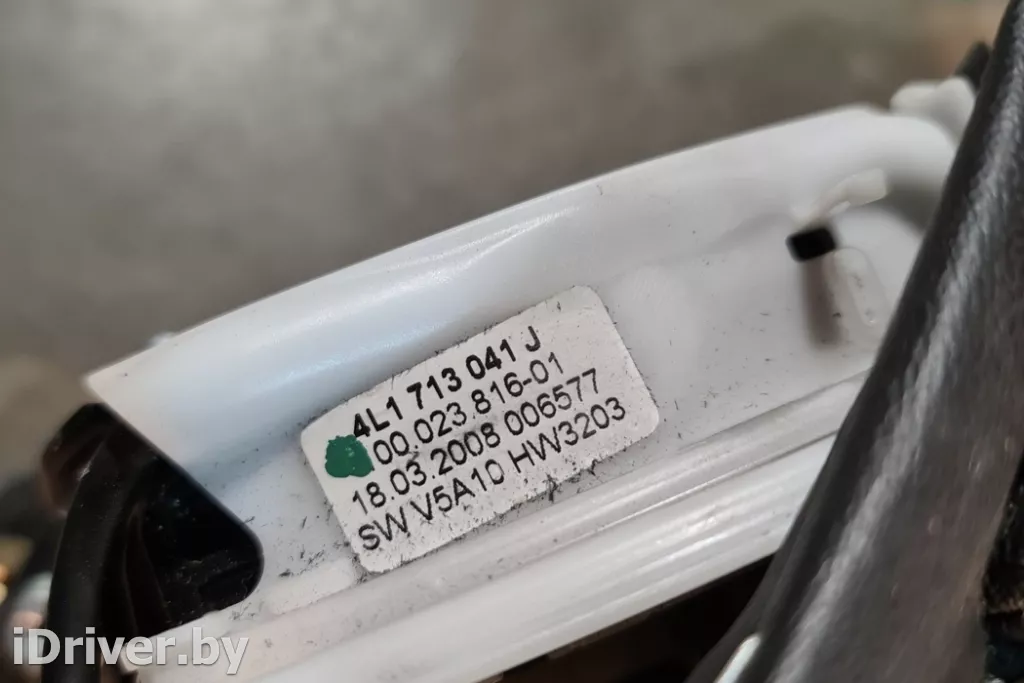 4L1 713 041 J
00.023.816-01
18.03.2008 006577
SW V5A10 HW3203
iDriver.by